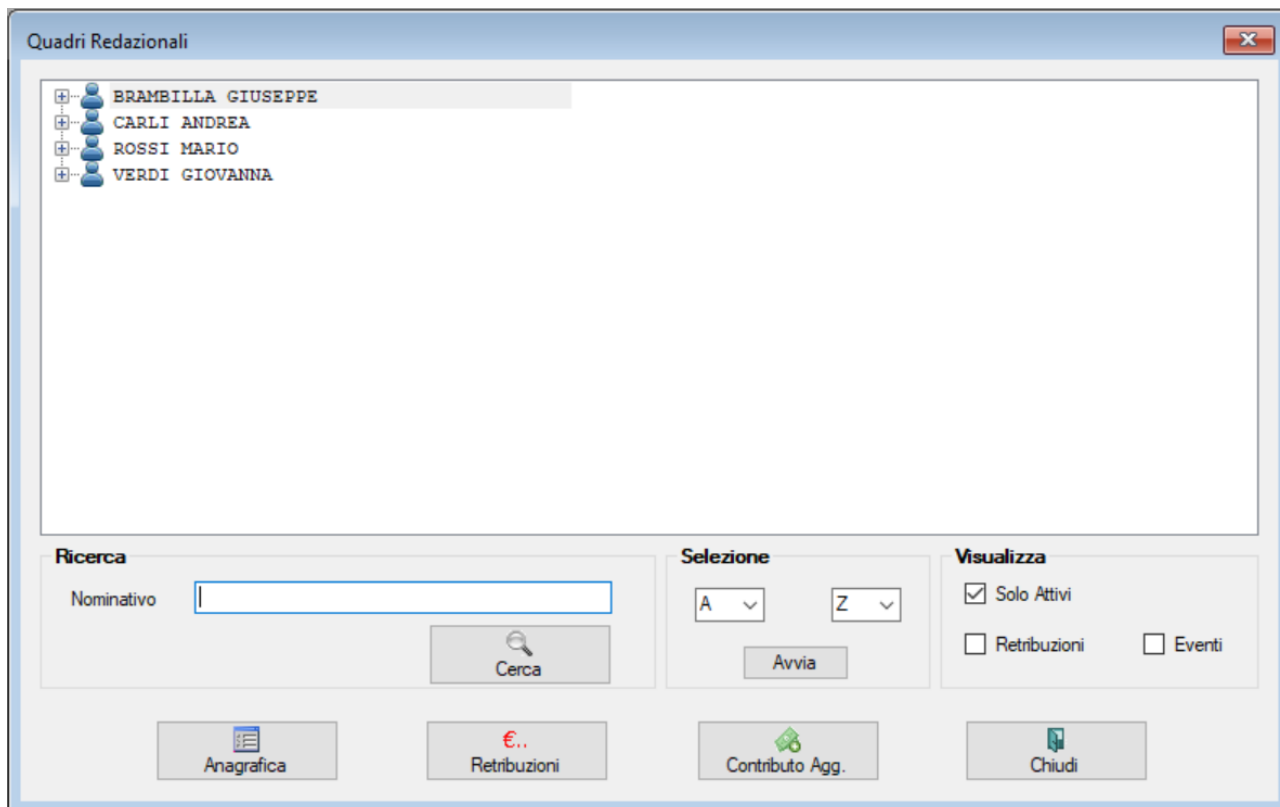 Quadri Redazionali
BRAMBILLA GIUSEPPE
CARLI ANDREA
ROSSI MARIO
VERDI GIOVANNA
Ricerca
Nominativo
Cerca
Selezione
A
Z
Avvia
Visualizza
Solo Attivi
Retribuzioni
Eventi
Anagrafica
€..
Retribuzioni
Contributo Agg.
Chiudi